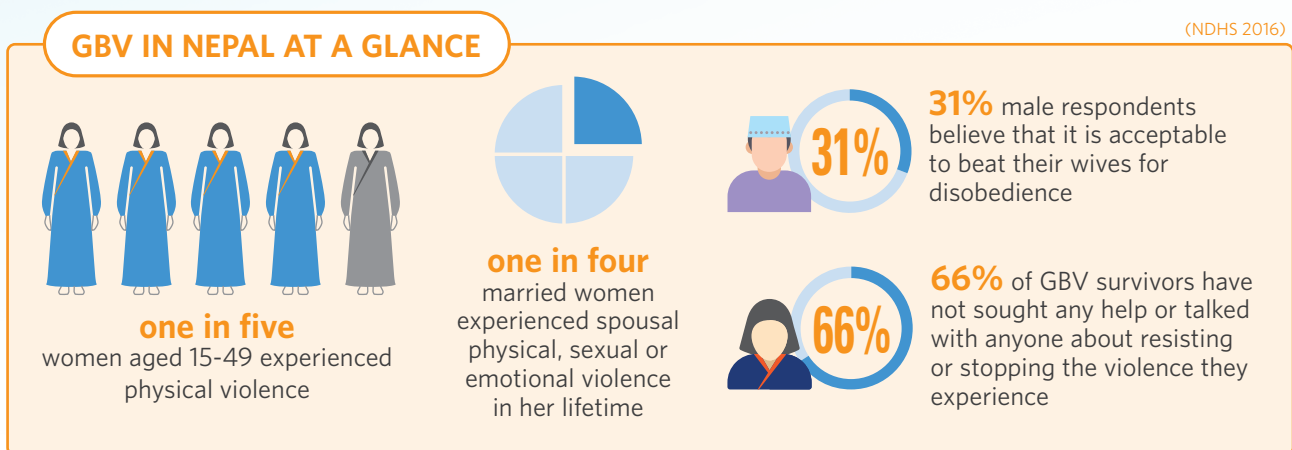 GBV IN NEPAL AT A GLANCE
(NDHS 2016)
one in five
women aged 15-49 experienced
physical violence
one in four
married women
experienced spousal
physical, sexual or
emotional violence
in her lifetime
31%
31% male respondents
believe that it is acceptable
to beat their wives for
disobedience
66%
66% of GBV survivors have
not sought any help or talked
with anyone about resisting
or stopping the violence they
experience